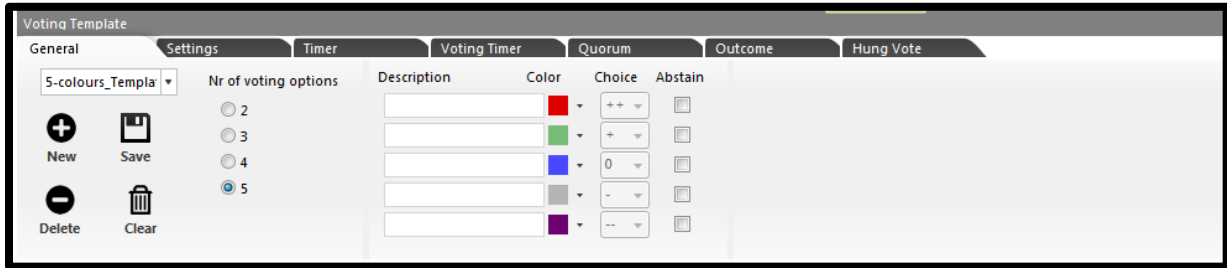 Voting Template
General Settings Timer Voting Timer Quorum Outcome Hung Vote
5-colours_Templa Nr of voting options Description Color Choice Abstain
2 ++
3 +
New Save
4 0
5 -
Delete Clear
--